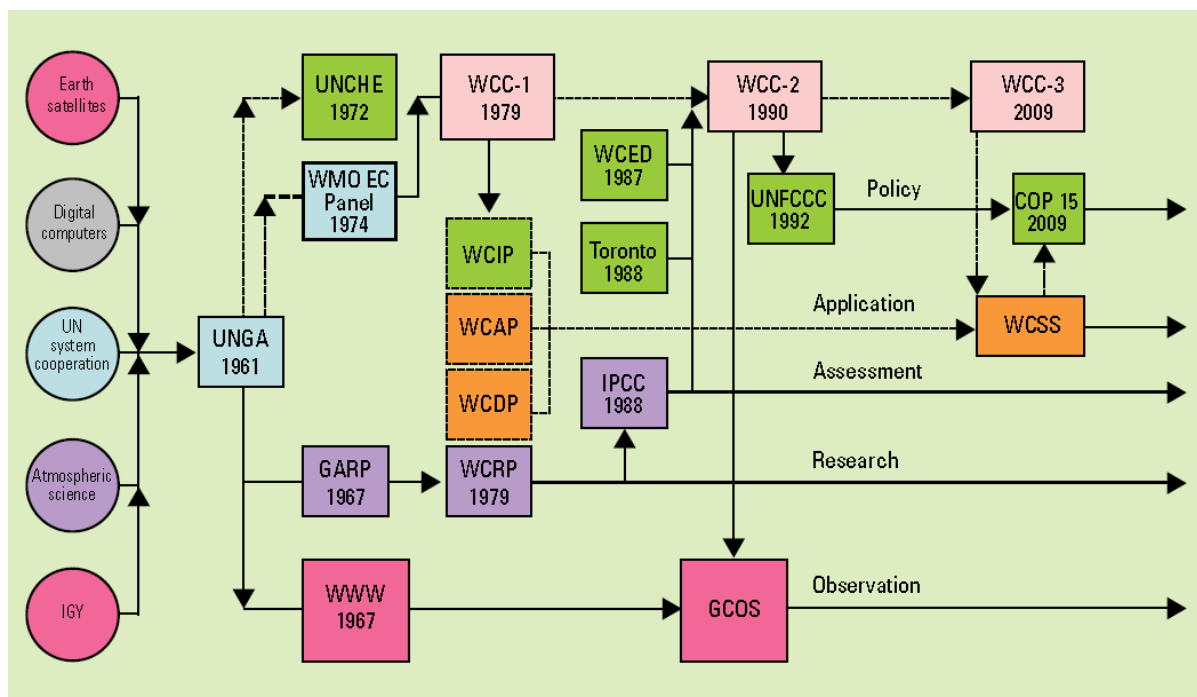 Earth
satellites
Digital
computers
UN
system
cooperation
Atmospheric
science
IGY
UNGA
1961
UNCHE
1972
WMO EC
Panel
1974
GARP
1967
WWW
1967
WCC-1
1979
WCIP
WCAP
WCDP
WCRP
1979
WCED
1987
Toronto
1988
IPCC
1988
WCC-2
1990
UNFCCC
1992
GCOS
WCC-3
2009
COP 15
2009
WCSS
Policy
Application
Assessment
Research
Observation